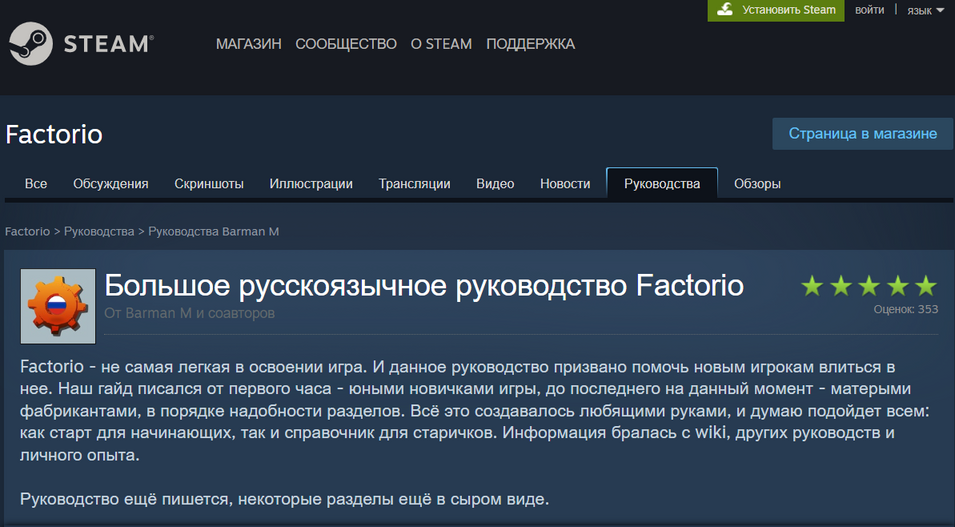 Установить Steam
войти | язык
STEAM®
МАГАЗИН СООБЩЕСТВО О STEAM ПОДДЕРЖКА
Factorio
Страница в магазине
Все Обсуждения Скриншоты Иллюстрации Трансляции Видео Новости Руководства Обзоры
Factorio > Руководства > Руководства Barman M
Большое русскоязычное руководство Factorio
От Barman M и соавторов
Оценок: 353
Factorio - не самая легкая в освоении игра. И данное руководство призвано помочь новым игрокам влиться в
нее. Наш гайд писался от первого часа - юными новичками игры, до последнего на данный момент - матерыми
фабрикантами, в порядке надобности разделов. Всё это создавалось любящими руками, и думаю подойдет всем:
как старт для начинающих, так и справочник для старичков. Информация бралась с wiki, других руководств и
личного опыта.
Руководство ещё пишется, некоторые разделы ещё в сыром виде.